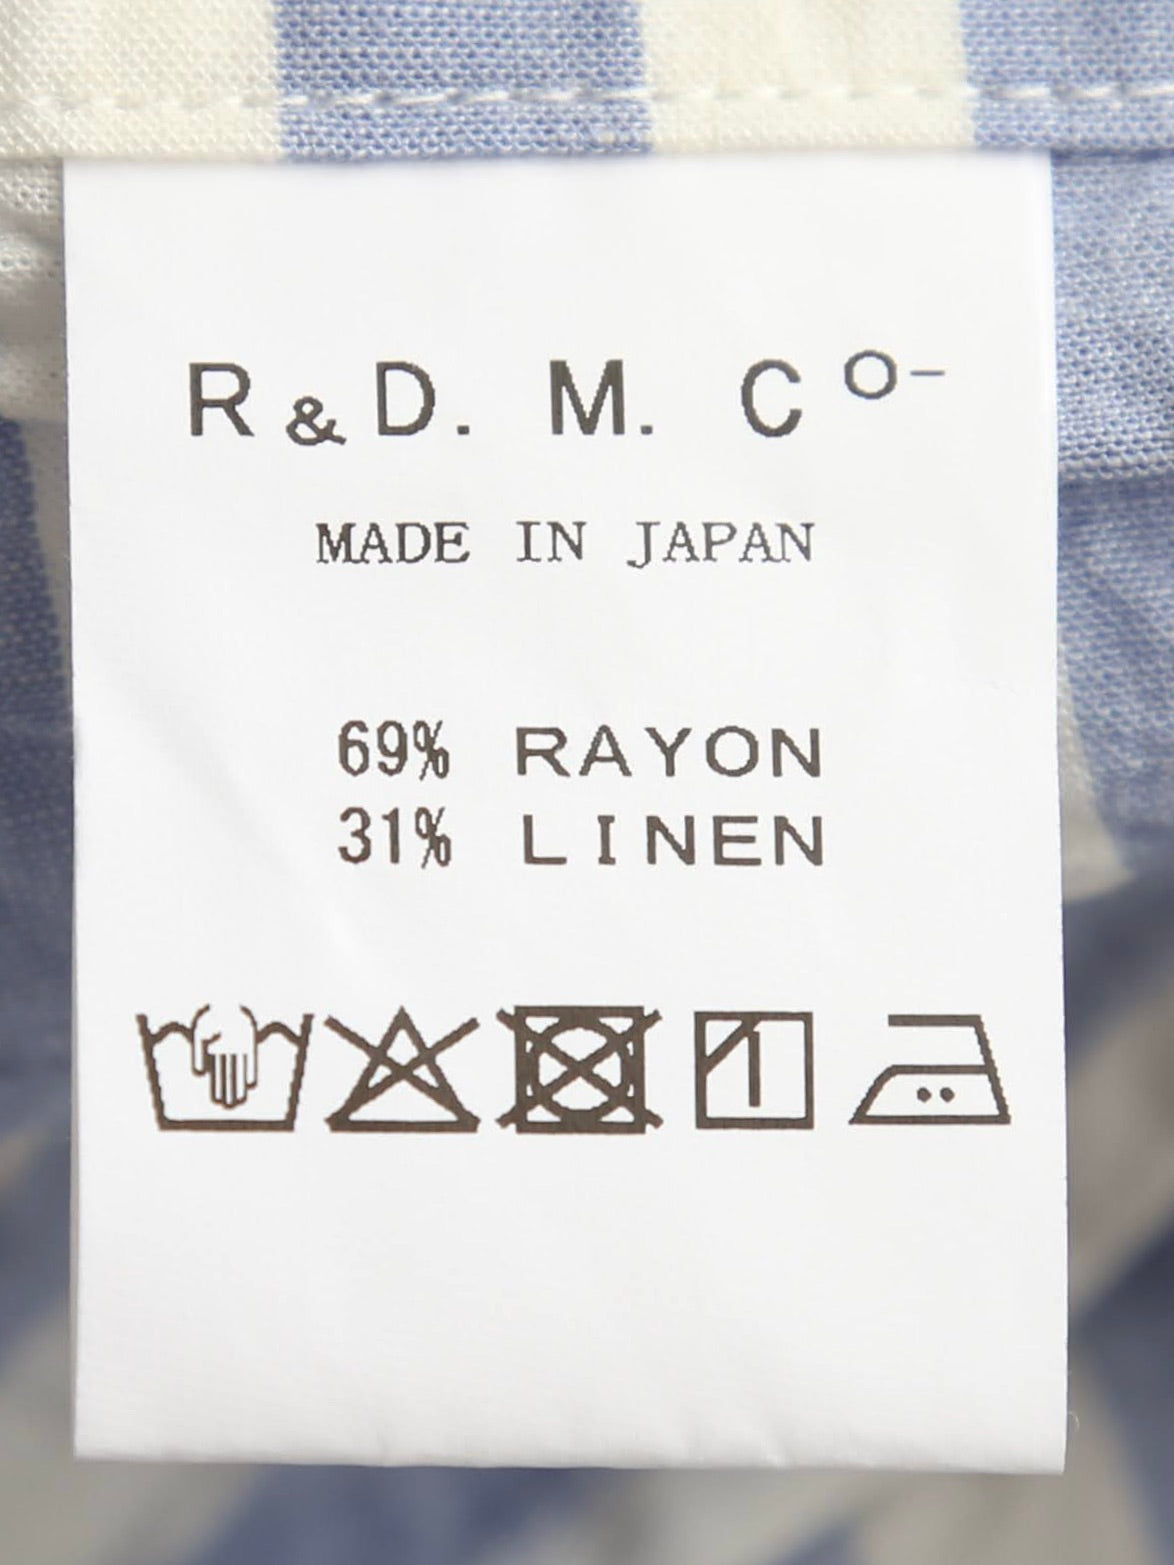 R&D. M. Co-
MADE IN JAPAN
69% RAYON
31% LINEN